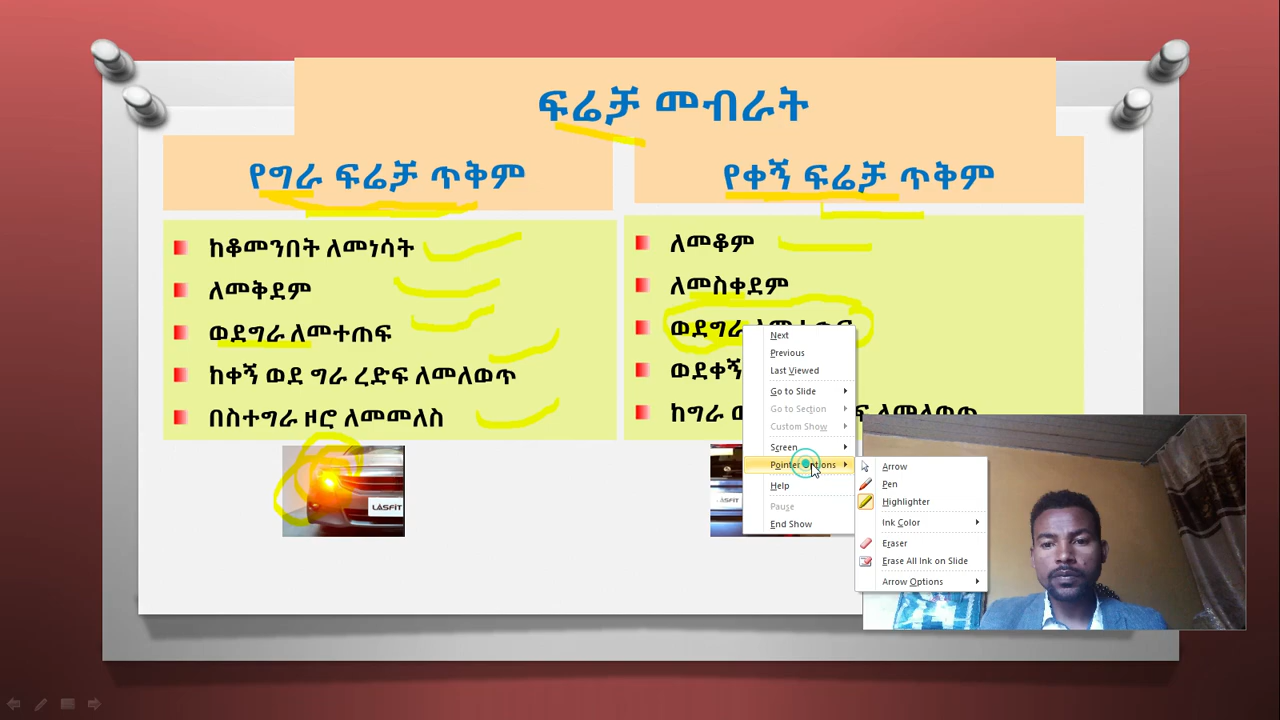 ፍሬቻ መብራት
የግራ ፍሬቻ ጥቅም
ከቆመንበት ለመነሳት
ለመቅደም
ወደግራ ለመተጠፍ
ከቀኝ ወደ ግራ ረድፍ ለመለወጥ
በስተግራ ዞሮ ለመመለስ
LASFIT
የቀኝ ፍሬቻ ጥቅም
ለመቆም
ለመስቀደም
ወደግራ
ወደቀኝ
ከግራ
ለመለወጥ
Next
Previous
Last Viewed
Go to Slide
Go to Section
Custom Show
Screen
Pointer Options
Help
Pause
End Show
Arrow
Pen
Highlighter
Ink Color
Eraser
Erase All Ink on Slide
Arrow Options